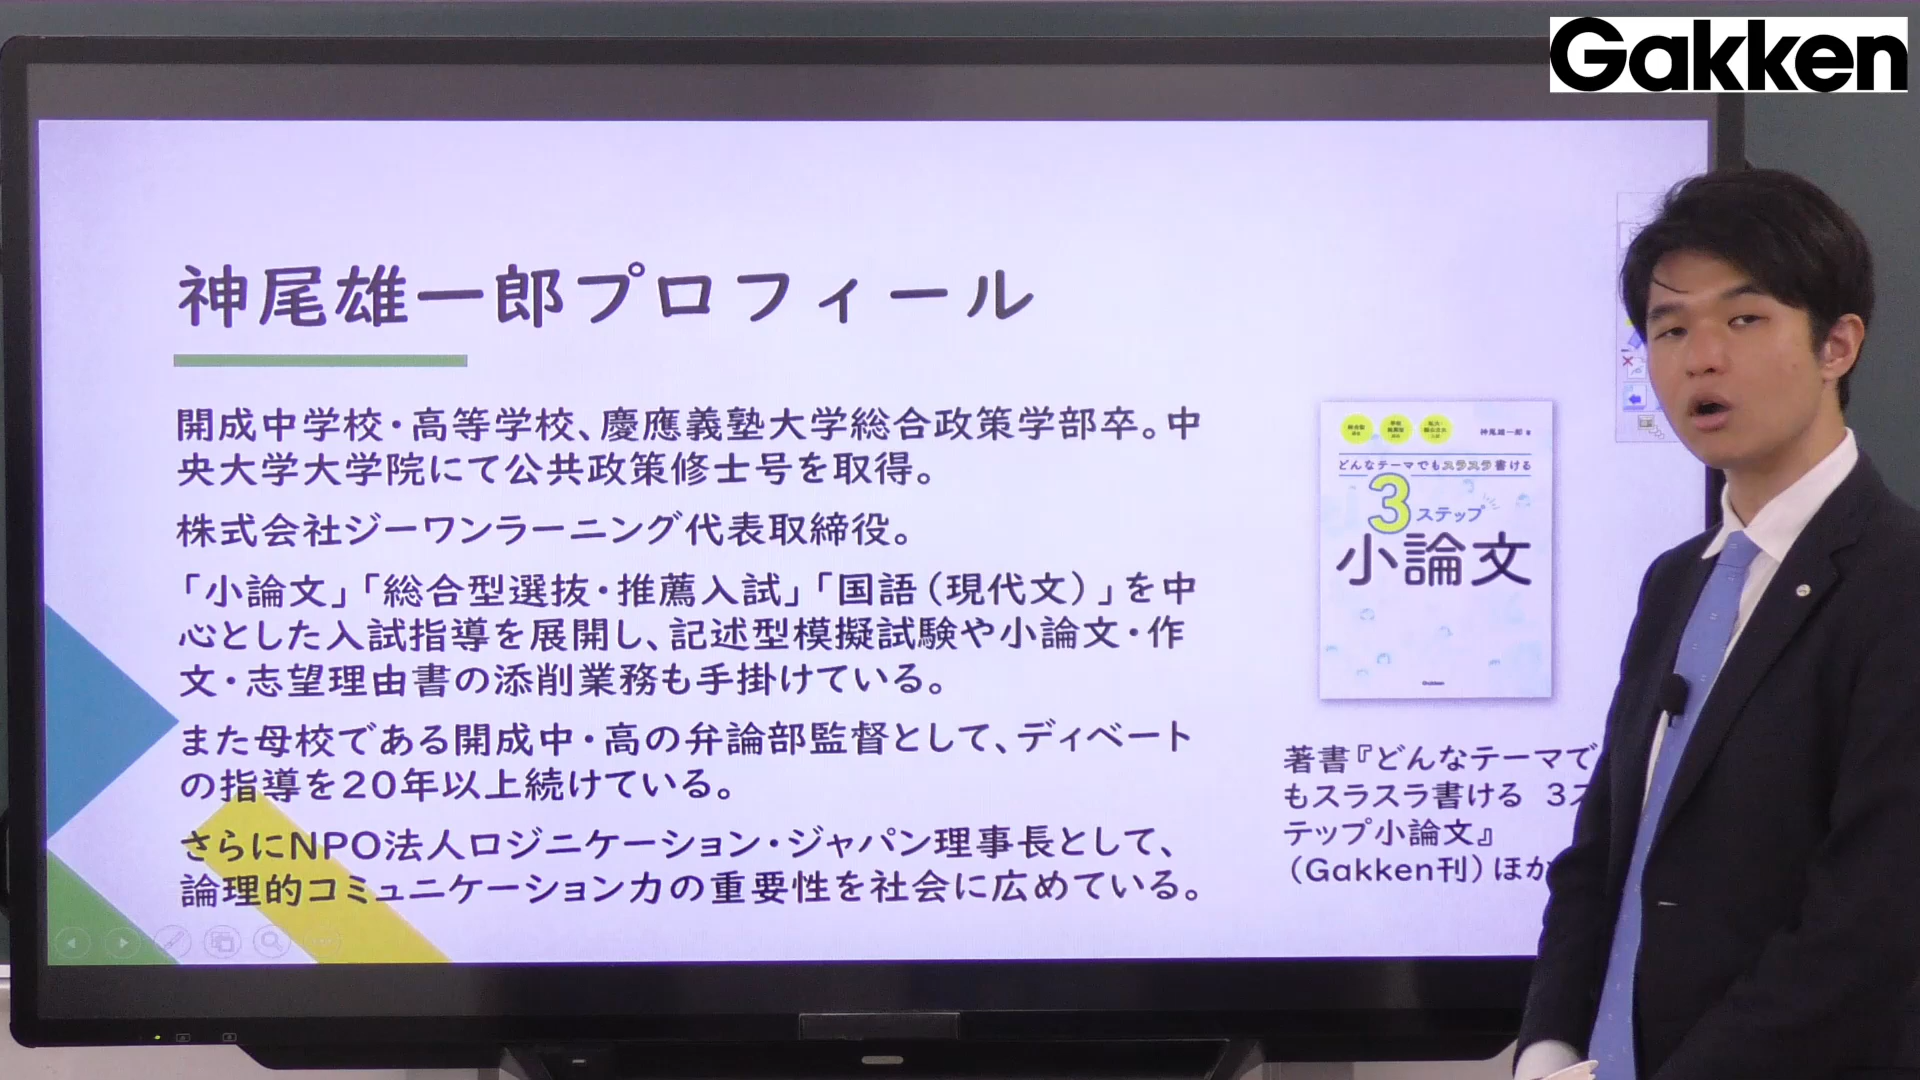 Gakken
神尾雄一郎プロフィール
開成中学校・高等学校、慶應義塾大学総合政策学部卒。中
央大学大学院にて公共政策修士号を取得。
株式会社ジーワンラーニング代表取締役。
「小論文」「総合型選抜・推薦入試」「国語（現代文）」を中
心とした入試指導を展開し、記述型模擬試験や小論文・作
文・志望理由書の添削業務も手掛けている。
また母校である開成中・高の弁論部監督として、ディベート
の指導を20年以上続けている。
さらにNPO法人ロジニケーション・ジャパン理事長として、
論理的コミュニケーション力の重要性を社会に広めている。
神尾雄一郎 著
どんなテーマでもスラスラ書ける
3ステップ
小論文
Gakken
著書『どんなテーマで
もスラスラ書ける 3ス
テップ小論文』
（Gakken刊）ほか